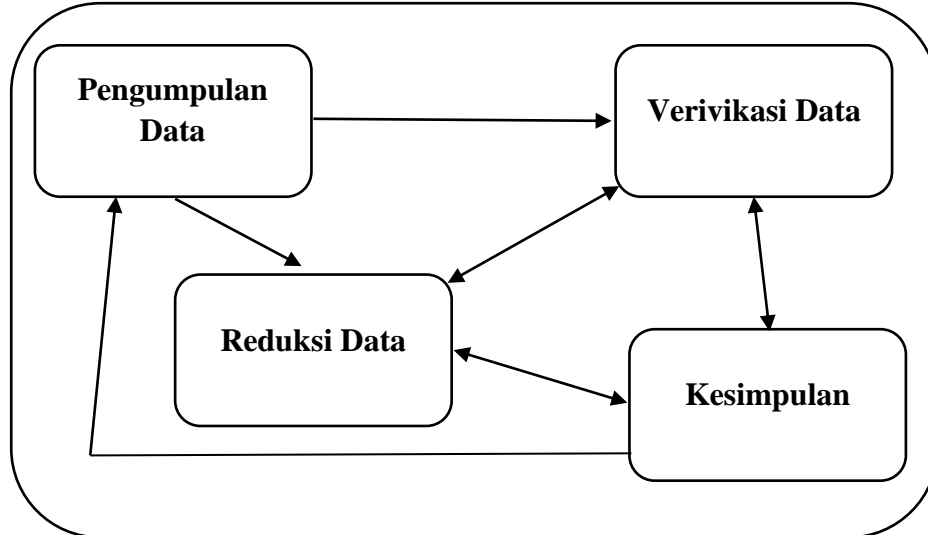 Pengumpulan
Data
Verivikasi Data
Reduksi Data
Kesimpulan